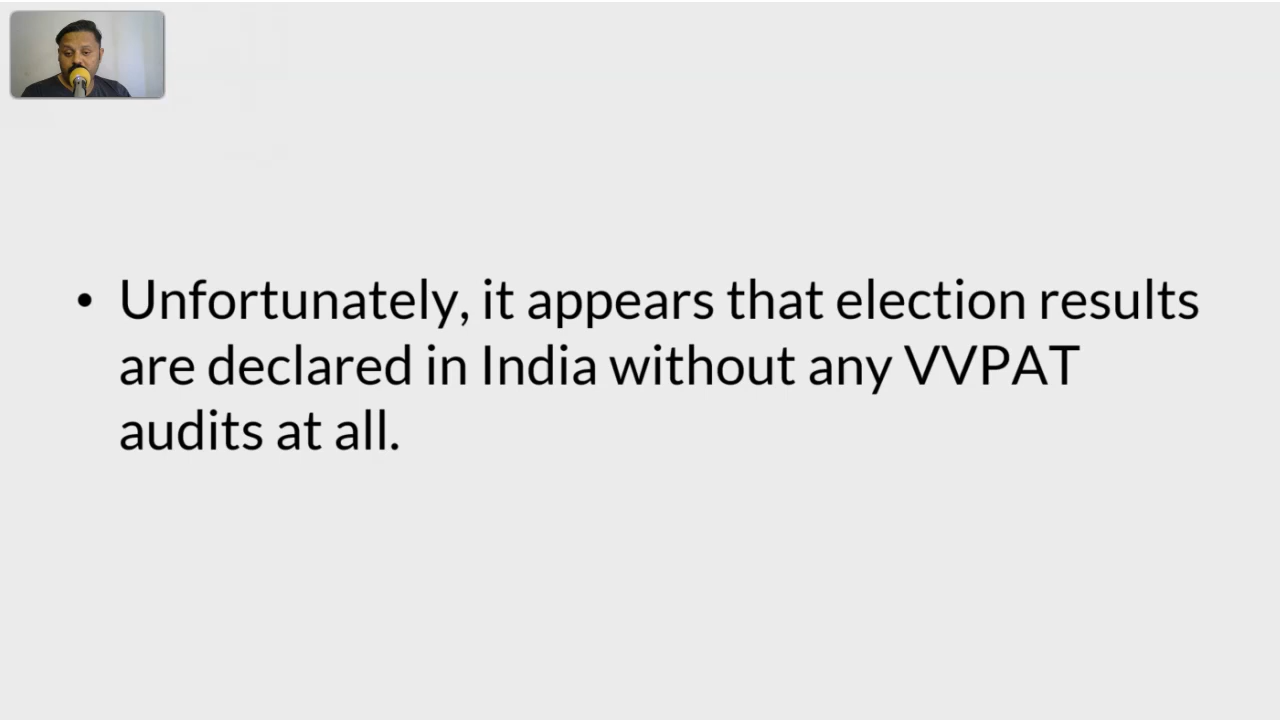 • Unfortunately, it appears that election results
are declared in India without any VVPAT
audits at all.